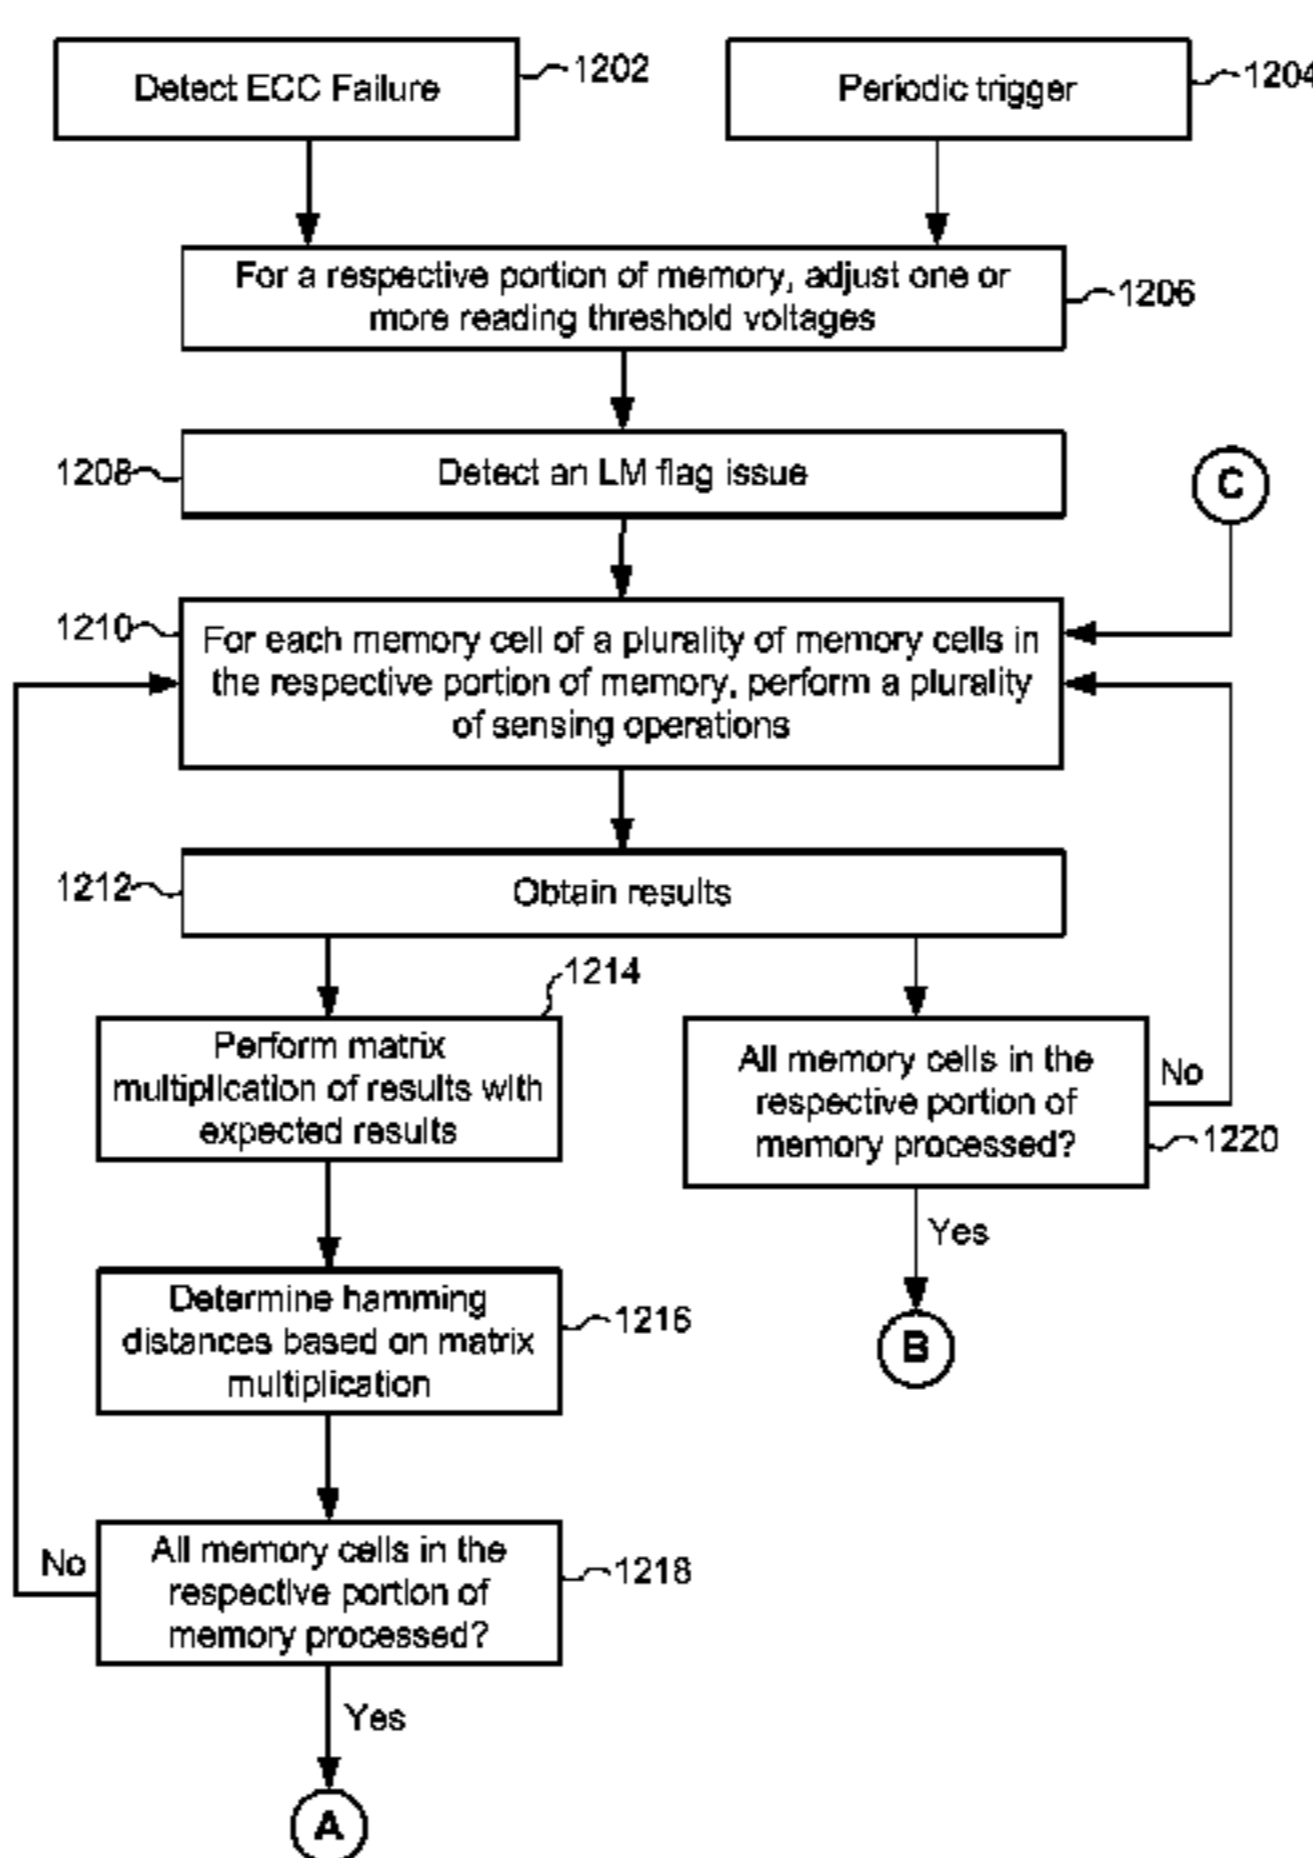 Detect ECC Failure
1202
Periodic trigger
1204
For a respective portion of memory, adjust one or
more reading threshold voltages
1206
1208
Detect an LM flag issue
C
1210
For each memory cell of a plurality of memory cells in
the respective portion of memory, perform a plurality
of sensing operations
1212
Obtain results
1214
Perform matrix
multiplication of results with
expected results
All memory cells in the
respective portion of
memory processed?
No
1220
Yes
B
Determine hamming
distances based on matrix
multiplication
1216
No
All memory cells in the
respective portion of
memory processed?
1218
Yes
A